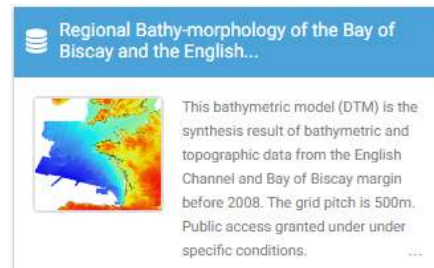 Regional Bathy-morphology of the Bay of
Biscay and the English...
This bathymetric model (DTM) is the
synthesis result of bathymetric and
topographic data from the English
Channel and Bay of Biscay margin
before 2008. The grid pitch is 500m.
Public access granted under under
specific conditions.
...